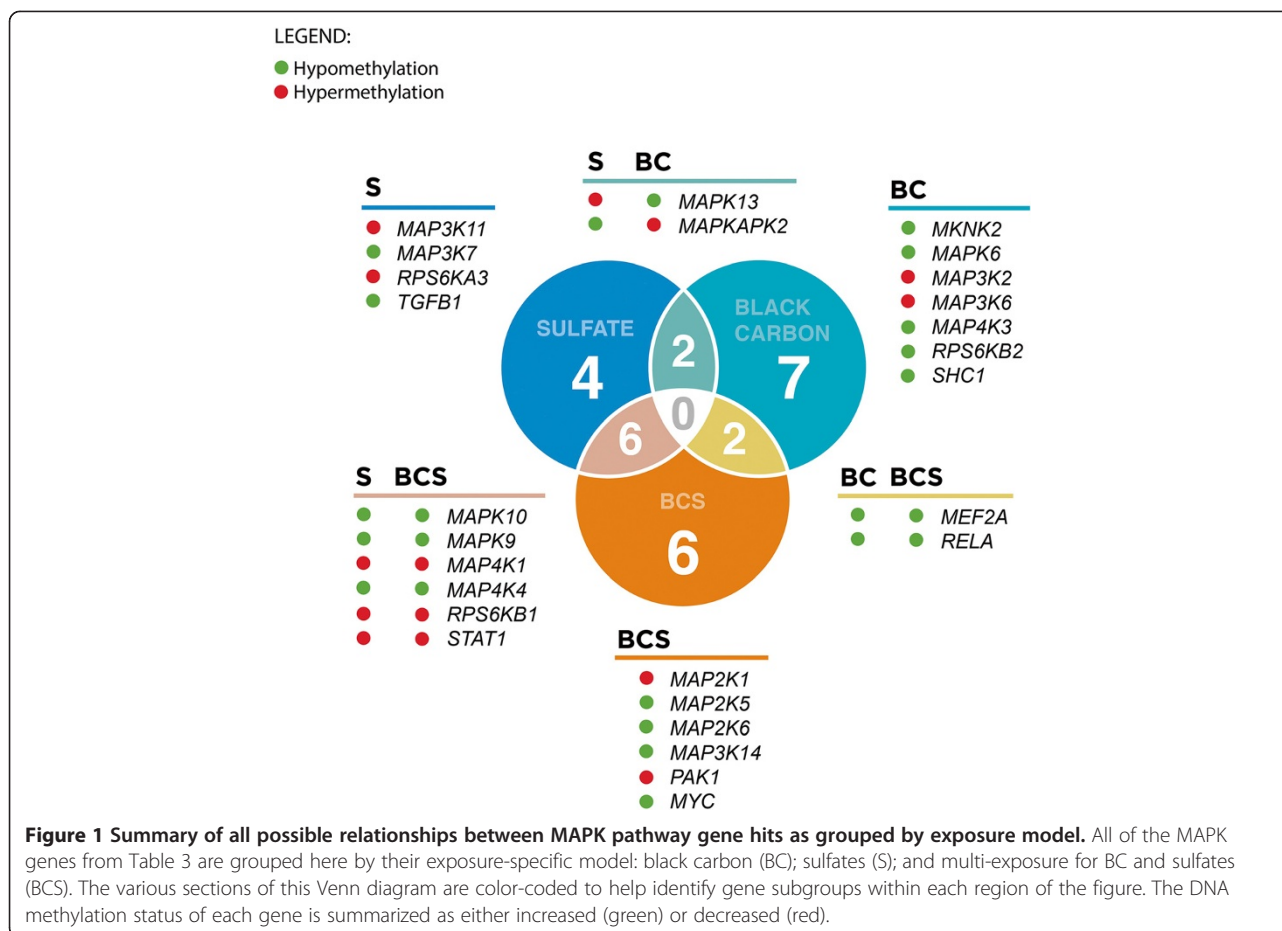 LEGEND:
Hypomethylation
Hypermethylation
S BC
MAPK13
MAPKAPK2
S
MAP3K11
MAP3K7
RPS6KA3
TGFB1
BC
MKNK2
MAPK6
MAP3K2
MAP3K6
MAP4K3
RPS6KB2
SHC1
SULFATE
4
2
BLACK
CARBON
7
0
6
2
BCS
6
S BCS
MAPK10
MAPK9
MAP4K1
MAP4K4
RPS6KB1
STAT1
BC BCS
MEF2A
RELA
BCS
MAP2K1
MAP2K5
MAP2K6
MAP3K14
PAK1
MYC
Figure 1 Summary of all possible relationships between MAPK pathway gene hits as grouped by exposure model. All of the MAPK
genes from Table 3 are grouped here by their exposure-specific model: black carbon (BC); sulfates (S); and multi-exposure for BC and sulfates
(BCS). The various sections of this Venn diagram are color-coded to help identify gene subgroups within each region of the figure. The DNA
methylation status of each gene is summarized as either increased (green) or decreased (red).